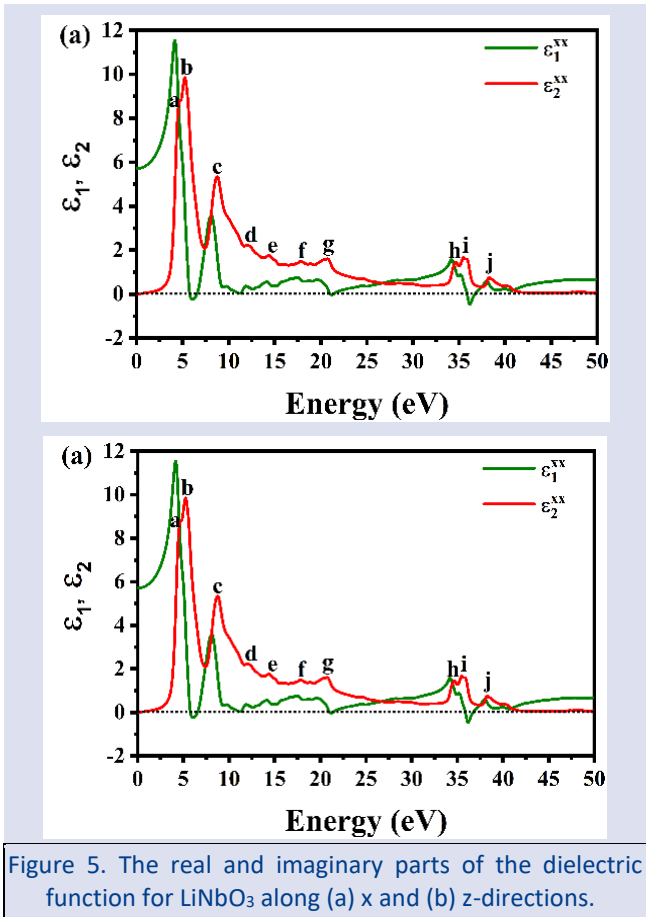 (a)
ε₁ˣˣ
ε₂ˣˣ
12
10
8
6
4
2
0
-2
ε₁, ε₂
a b c d e f g h i j
0 5 10 15 20 25 30 35 40 45 50
Energy (eV)
(a)
ε₁ˣˣ
ε₂ˣˣ
12
10
8
6
4
2
0
-2
ε₁, ε₂
a b c d e f g h i j
0 5 10 15 20 25 30 35 40 45 50
Energy (eV)
Figure 5. The real and imaginary parts of the dielectric
function for LiNbO₃ along (a) x and (b) z-directions.